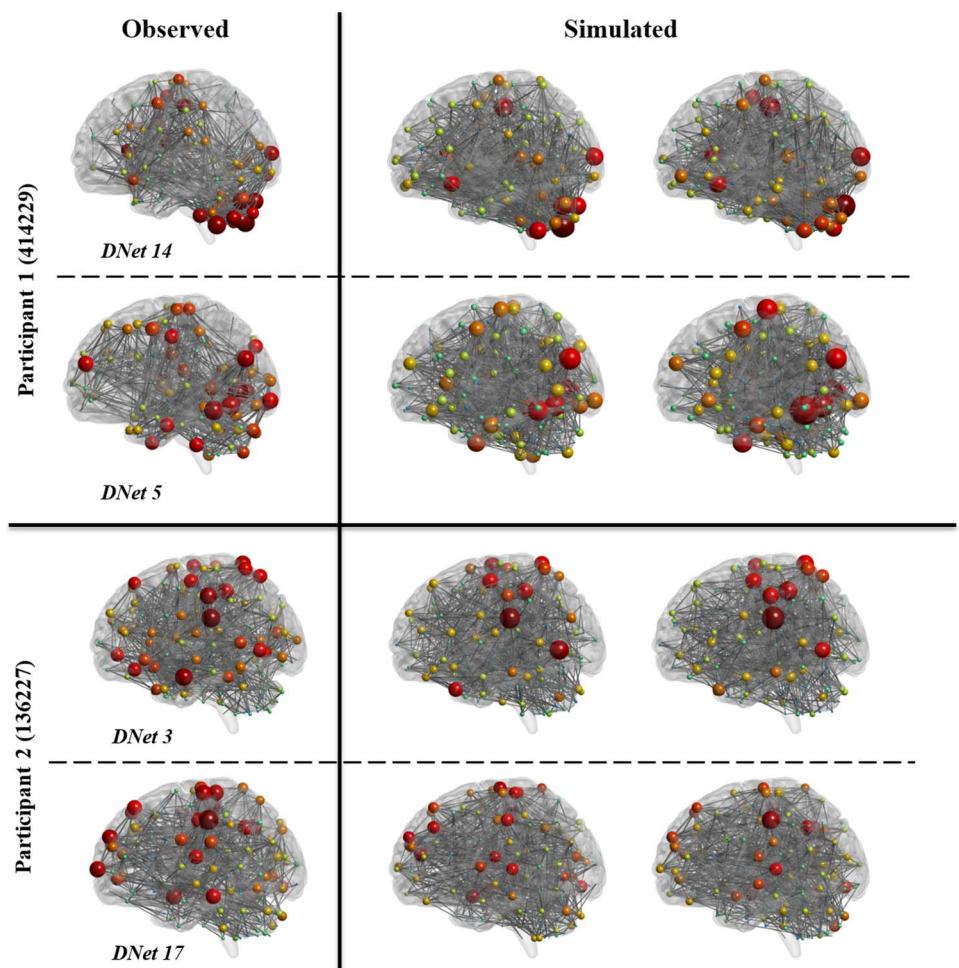 Observed
Simulated
Participant 1 (414229)
DNet 14
DNet 5
Participant 2 (136227)
DNet 3
DNet 17